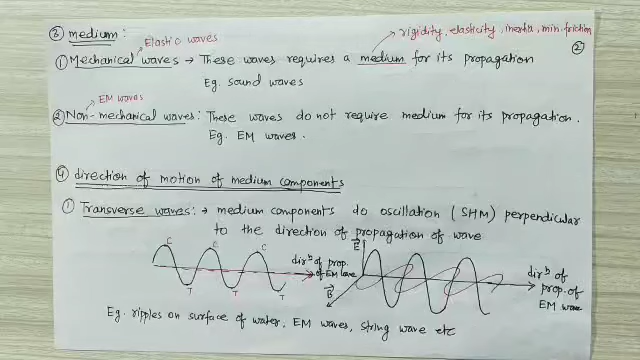 ③ medium: → rigidity, elasticity, inertia, min. friction
② 
Elastic waves
① Mechanical waves → These waves requires a medium for its propagation
Eg. sound waves
EM waves
② Non-mechanical waves: These waves do not require medium for its propagation.
Eg. EM waves.
④ direction of motion of medium components
① Transverse waves: → medium components do oscillation (SHM) perpendicular
to the direction of propagation of wave
C C C
T T T
dirⁿ of prop.
of EM wave
E⃗
B⃗
dirⁿ of
prop. of
EM wave
Eg. ripples on surface of water, EM waves, string wave etc